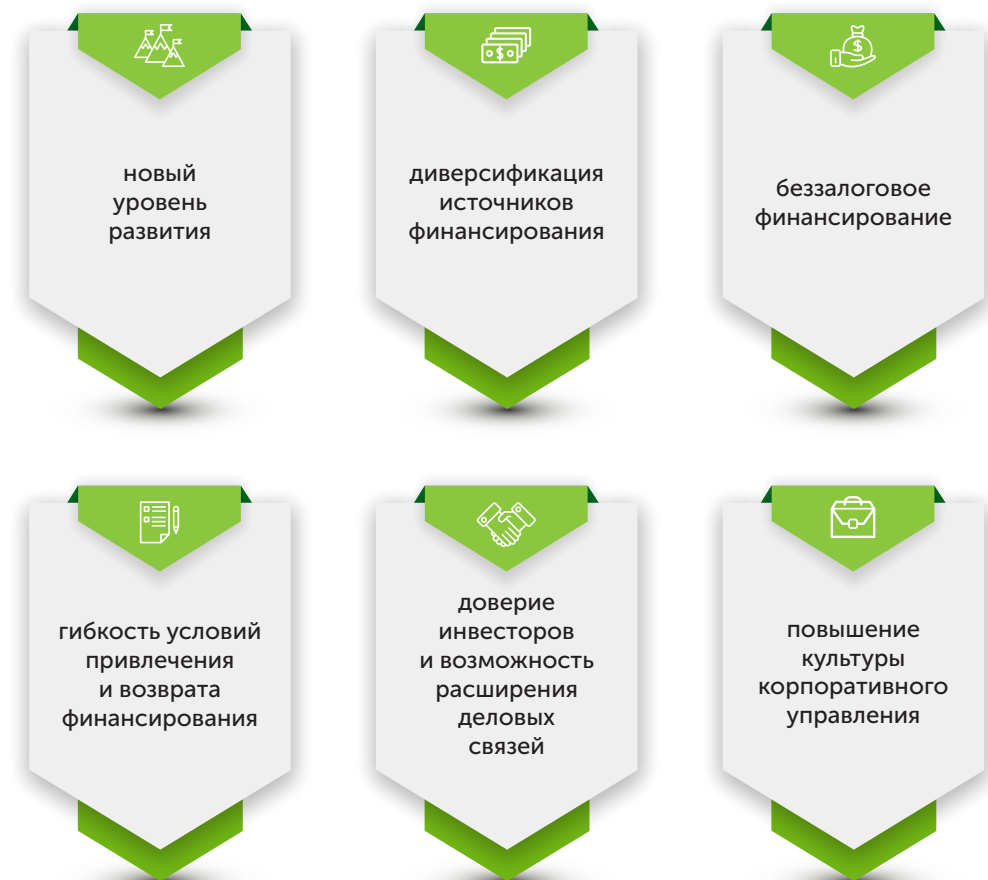 новый
уровень
развития
диверсификация
источников
финансирования
беззалоговое
финансирование
гибкость условий
привлечения
и возврата
финансирования
доверие
инвесторов
и возможность
расширения
деловых
связей
повышение
культуры
корпоративного
управления